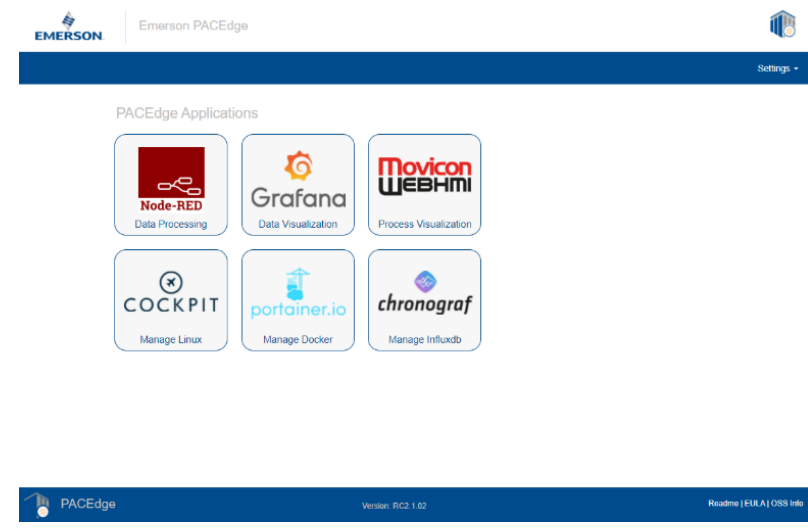 EMERSON
Emerson PACEdge
Settings
PACEdge Applications
Node-RED
Data Processing
Grafana
Data Visualization
Movicon
WEBHMI
Process Visualization
COCKPIT
Manage Linux
portainer.io
Manage Docker
chronograf
Manage Influxdb
PACEdge
Version: RC2.1.02
Readme | EULA | OSS Info